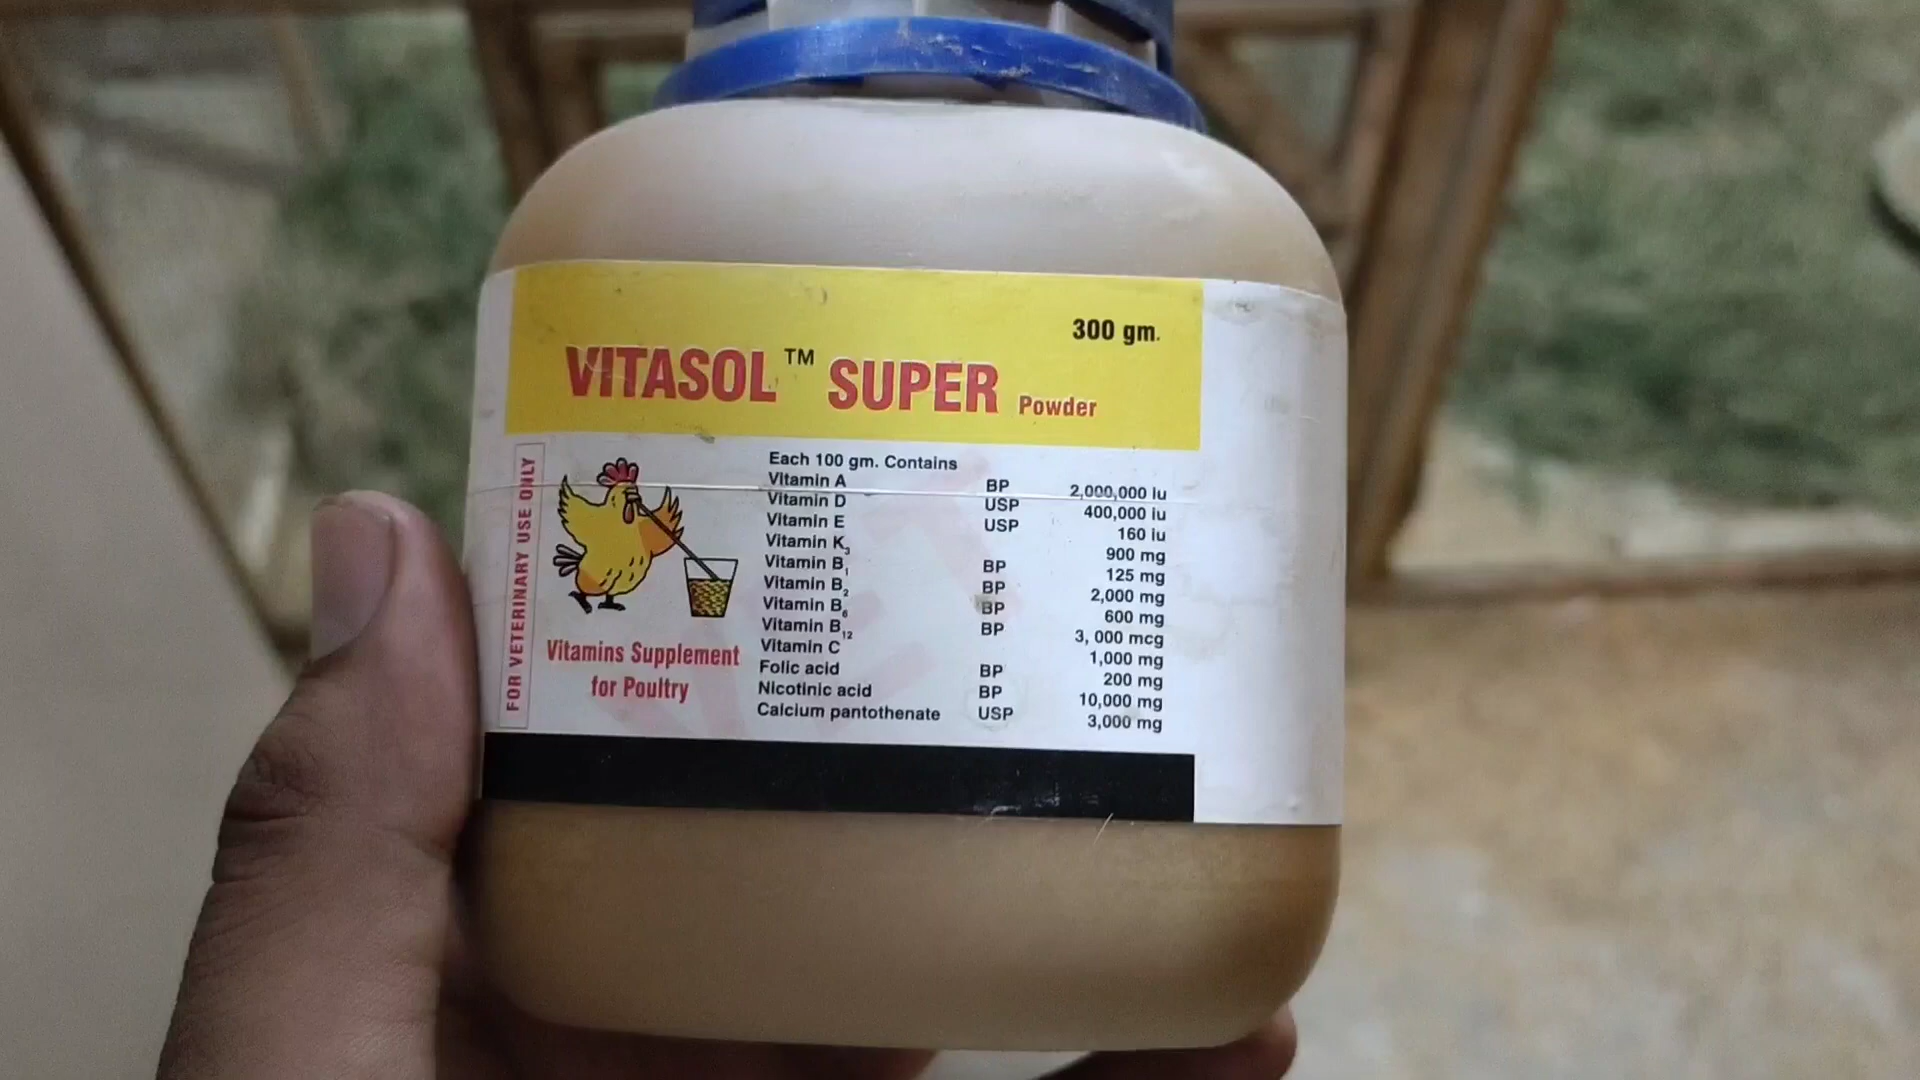 300 gm.
VITASOL ™ SUPER Powder
FOR VETERINARY USE ONLY
Vitamins Supplement
for Poultry
Each 100 gm. Contains
Vitamin A BP 2,000,000 iu
Vitamin D USP 400,000 iu
Vitamin E USP 160 iu
Vitamin K₃ 900 mg
Vitamin B₁ BP 125 mg
Vitamin B₂ BP 2,000 mg
Vitamin B₆ BP 600 mg
Vitamin B₁₂ BP 3, 000 mcg
Vitamin C 1,000 mg
Folic acid BP 200 mg
Nicotinic acid BP 10,000 mg
Calcium pantothenate USP 3,000 mg